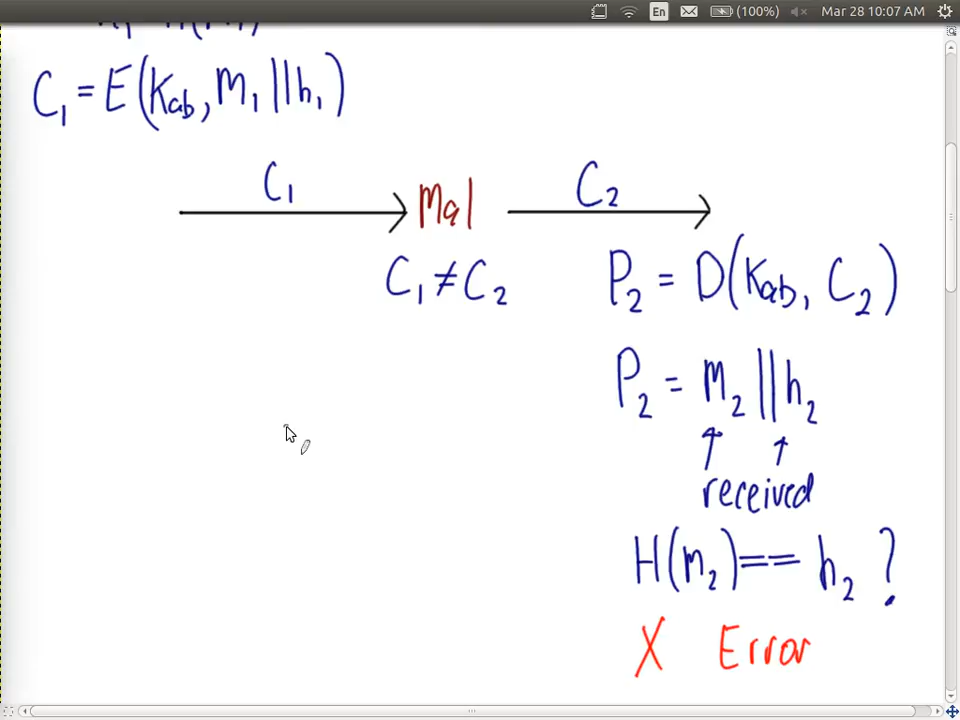 En (100%) Mar 28 10:07 AM
C₁ = E(Kab, M₁||h₁)
C₁ Mal C₂
C₁ ≠ C₂ P₂ = D(Kab, C₂)
P₂ = M₂||h₂
received
H(M₂) == h₂ ?
X Error